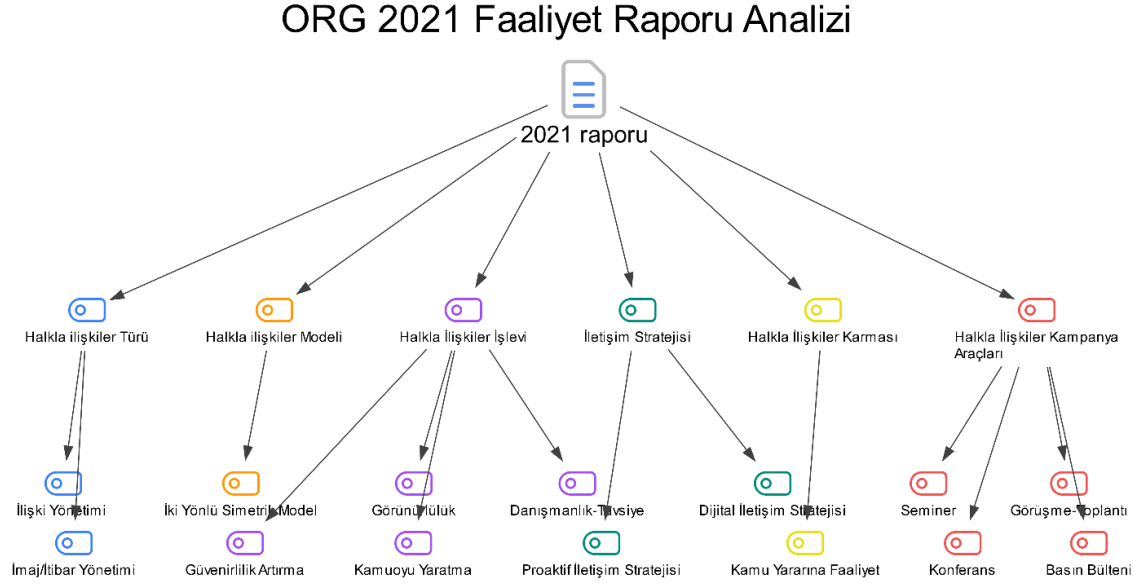 ORG 2021 Faaliyet Raporu Analizi
2021 raporu
Halkla ilişkiler Türü
Halkla ilişkiler Modeli
Halkla İlişkiler İşlevi
İletişim Stratejisi
Halkla İlişkiler Karması
Halkla İlişkiler Kampanya
Araçları
İlişki Yönetimi
İki Yönlü Simetrik Model
Görünürlülük
Danışmanlık-Tavsiye
Dijital İletişim Stratejisi
Seminer
Görüşme-Toplantı
İmaj/İtibar Yönetimi
Güvenirlilik Artırma
Kamuoyu Yaratma
Proaktif İletişim Stratejisi
Kamu Yararına Faaliyet
Konferans
Basın Bülteni